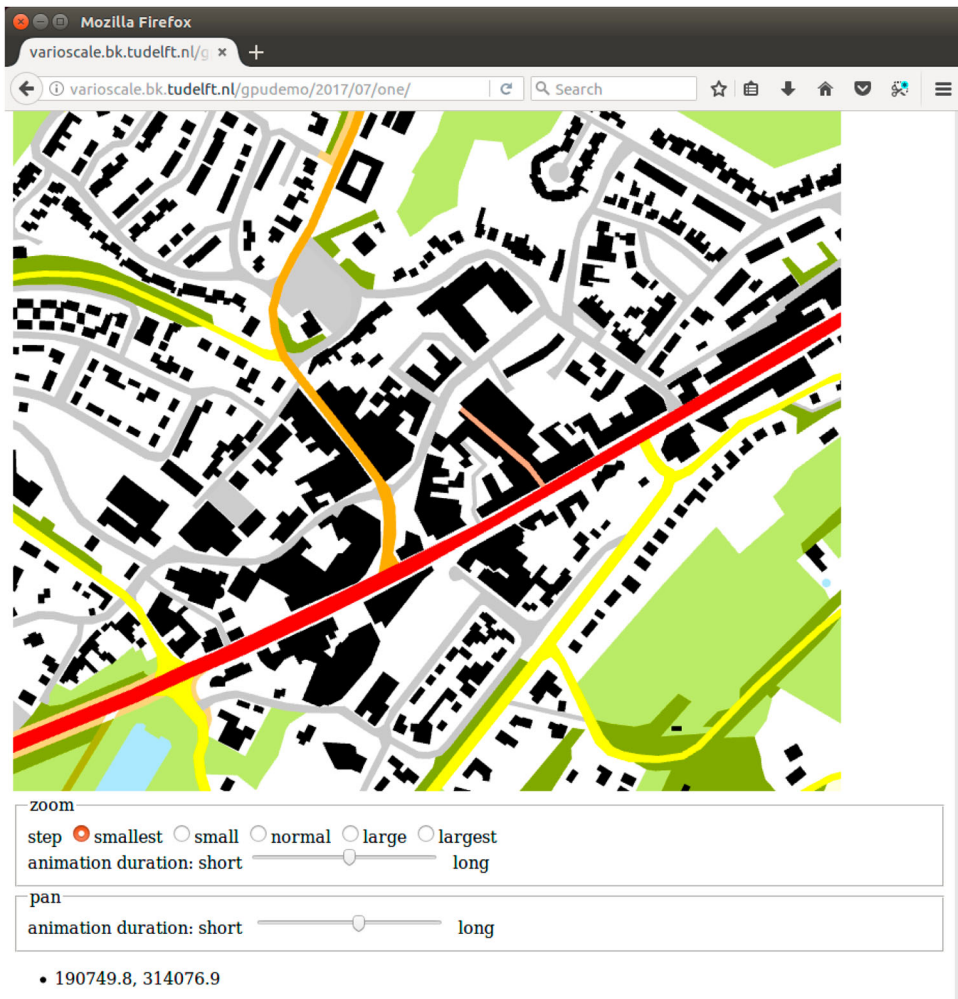 Mozilla Firefox
varioscale.bk.tudelft.nl/g × +
varioscale.bk.tudelft.nl/gpudemo/2017/07/one/ Search
zoom
step smallest small normal large largest
animation duration: short long
pan
animation duration: short long
• 190749.8, 314076.9